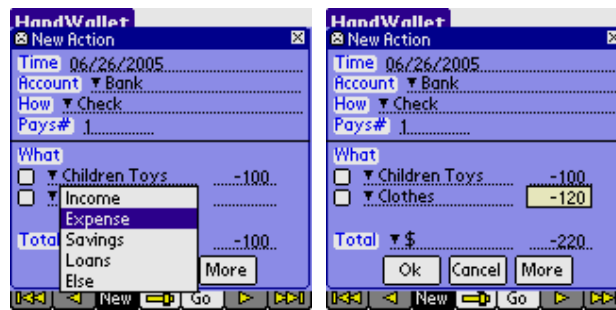 HandWallet
New Action
Time 06/26/2005
Account Bank
How Check
Pays# 1
What
Children Toys -100
Income
Expense
Savings
Loans
Else
Total -100
More
New Go
HandWallet
New Action
Time 06/26/2005
Account Bank
How Check
Pays# 1
What
Children Toys -100
Clothes -120
Total $ -220
Ok Cancel More
New Go